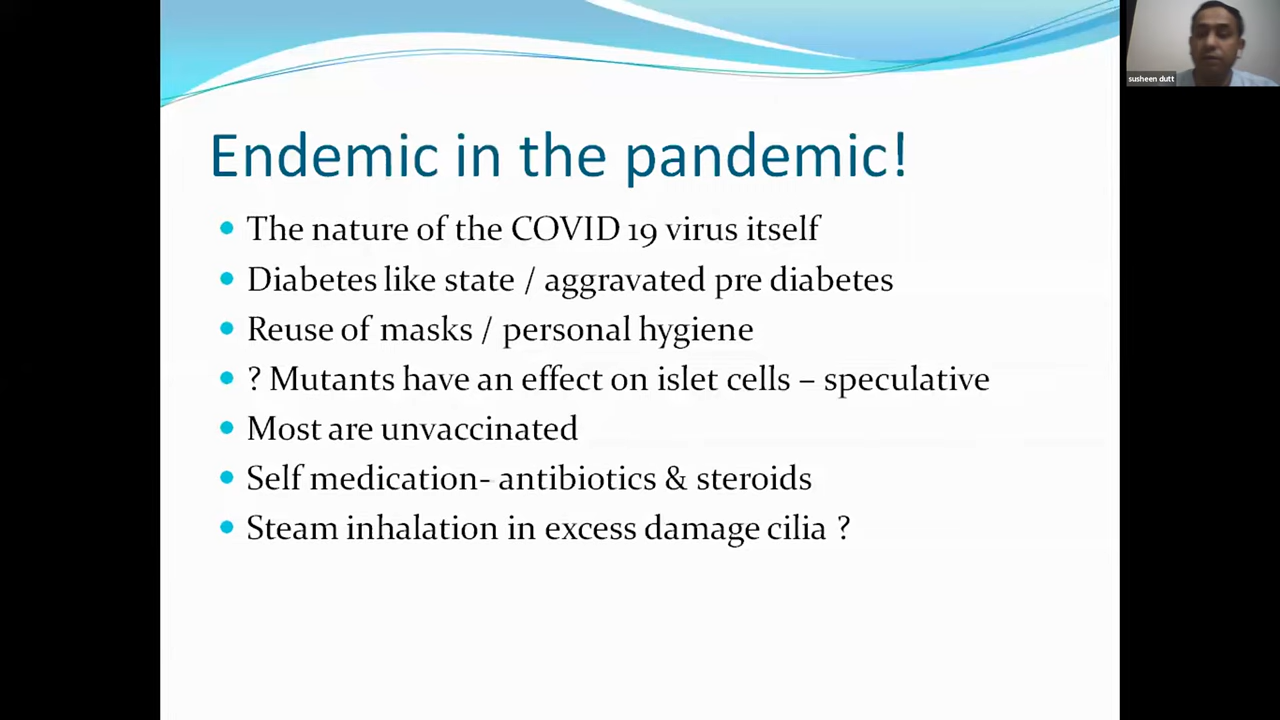 susheen dutt
Endemic in the pandemic!
The nature of the COVID 19 virus itself
Diabetes like state / aggravated pre diabetes
Reuse of masks / personal hygiene
? Mutants have an effect on islet cells – speculative
Most are unvaccinated
Self medication- antibiotics & steroids
Steam inhalation in excess damage cilia ?